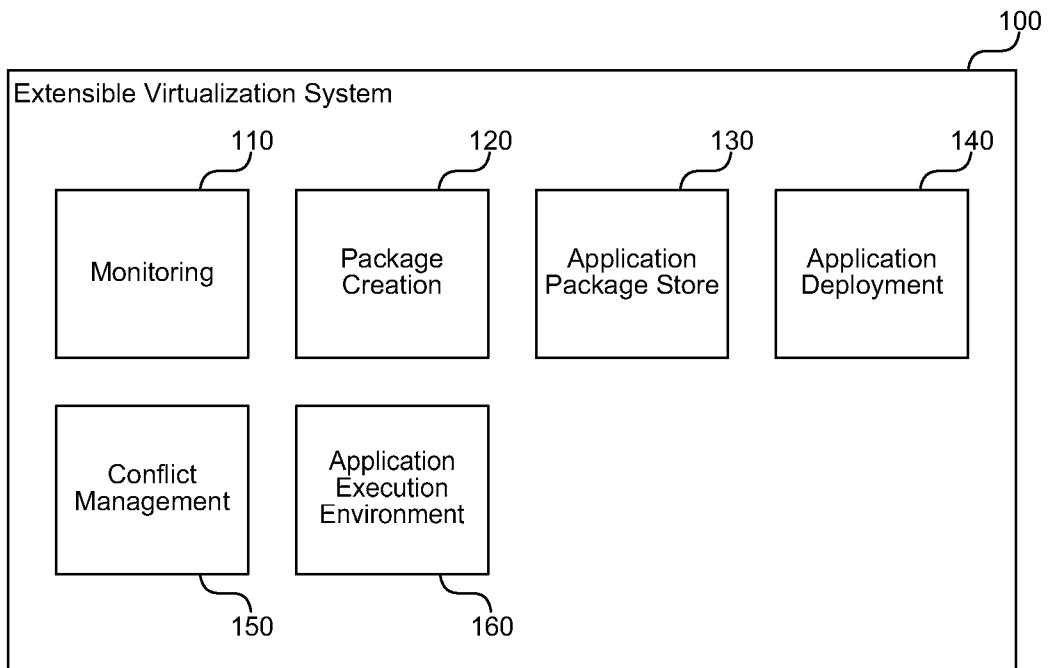 100
Extensible Virtualization System
110
120
130
140
Monitoring
Package
Creation
Application
Package Store
Application
Deployment
Conflict
Management
Application
Execution
Environment
150
160